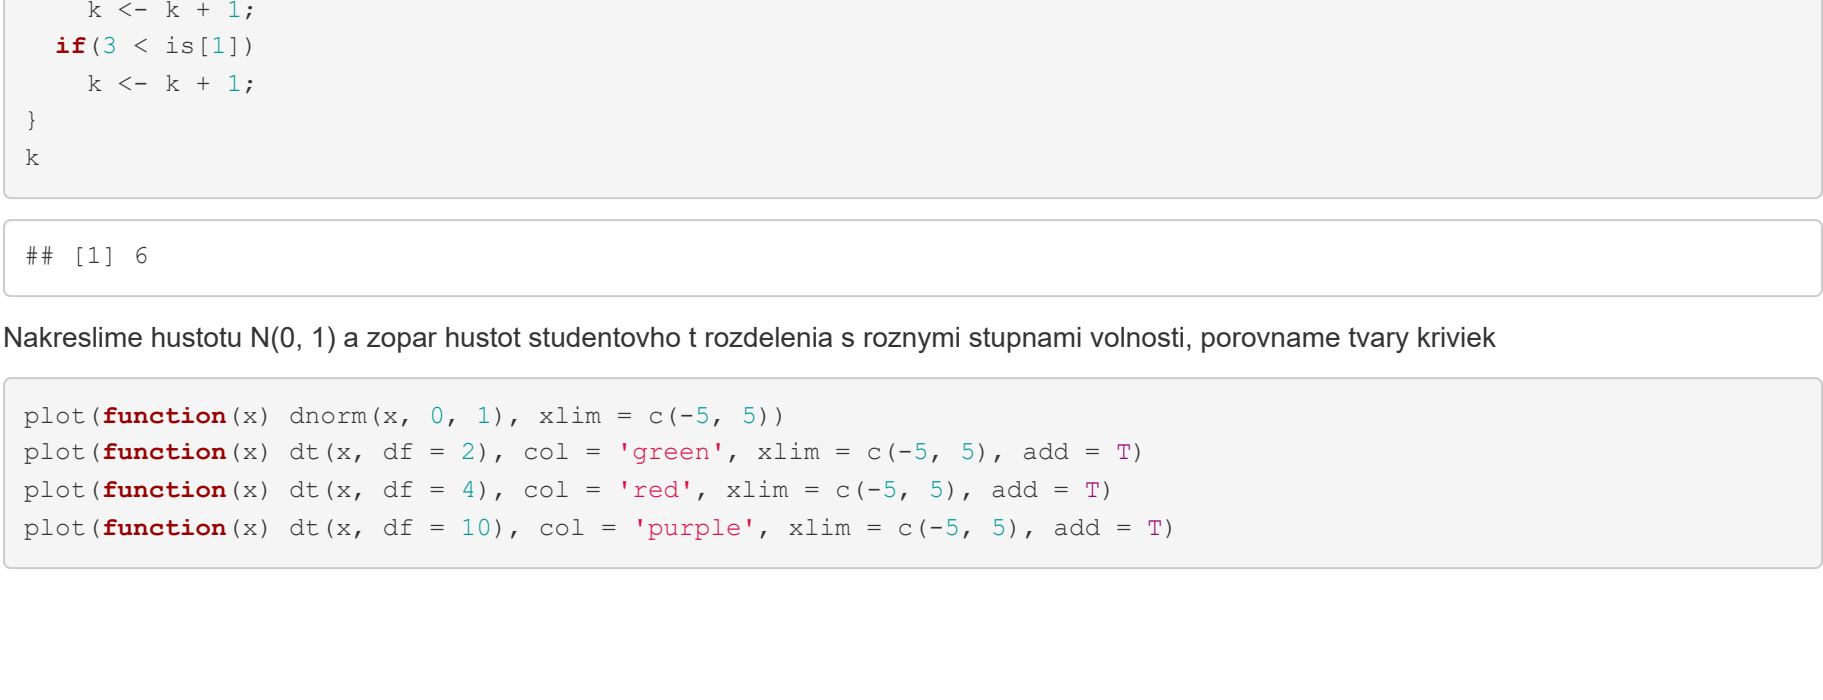 k <- k + 1;
if(3 < is[1])
k <- k + 1;
}
k
## [1] 6
Nakreslime hustotu N(0, 1) a zopar hustot studentovho t rozdelenia s roznymi stupnami volnosti, porovname tvary kriviek
plot(function(x) dnorm(x, 0, 1), xlim = c(-5, 5))
plot(function(x) dt(x, df = 2), col = 'green', xlim = c(-5, 5), add = T)
plot(function(x) dt(x, df = 4), col = 'red', xlim = c(-5, 5), add = T)
plot(function(x) dt(x, df = 10), col = 'purple', xlim = c(-5, 5), add = T)